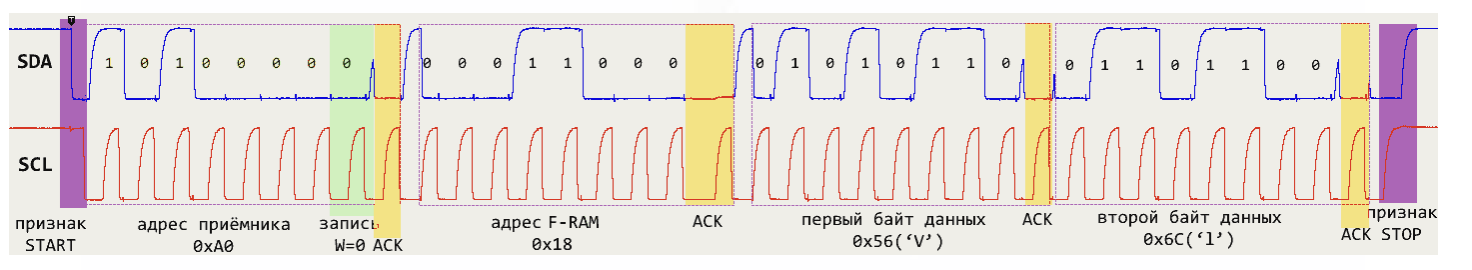 SDA 1 0 1 0 0 0 0 0 0 0 0 1 1 0 0 0 0 1 0 1 0 1 1 0 0 1 1 0 1 1 0 0
SCL
признак START
адрес приёмника 0xA0
запись W=0
ACK
адрес F-RAM 0x18
ACK
первый байт данных 0x56(‘V’)
ACK
второй байт данных 0x6C(‘l’)
ACK
признак STOP